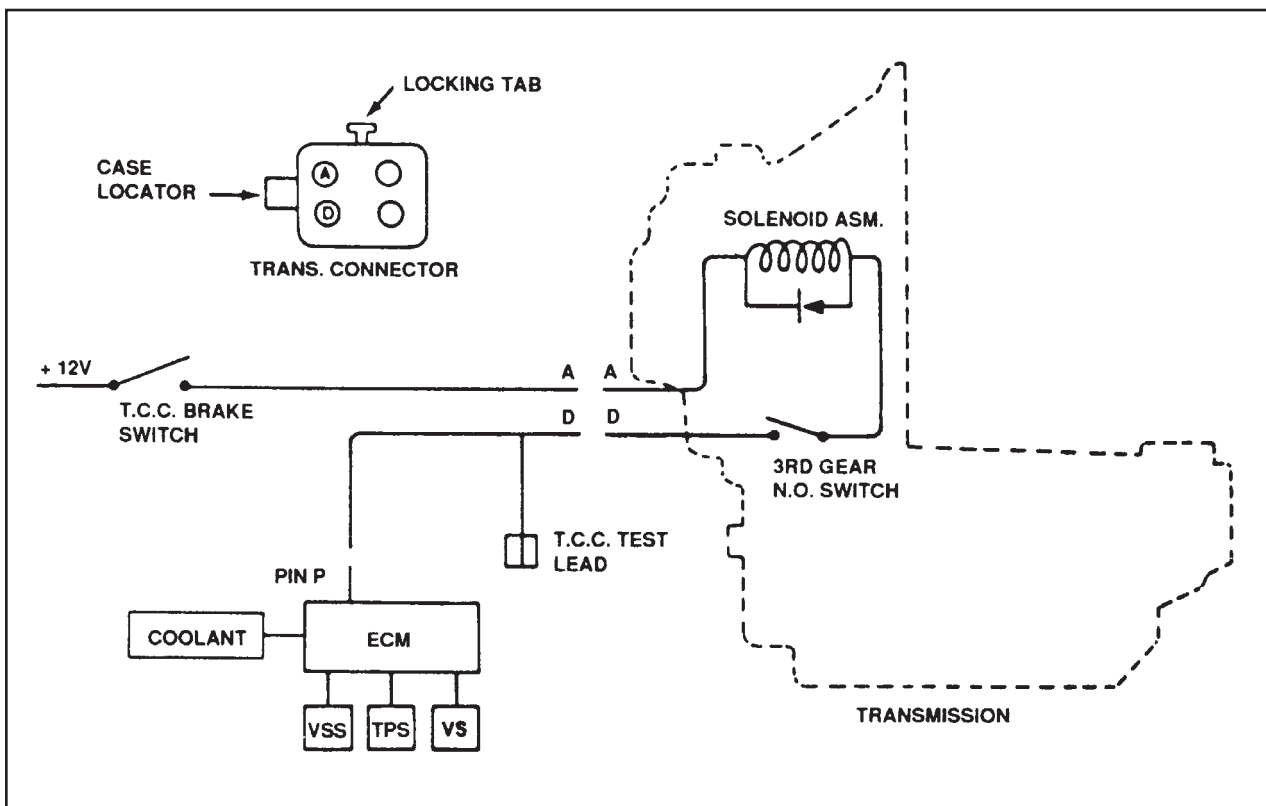 LOCKING TAB
CASE
LOCATOR
A
D
TRANS. CONNECTOR
SOLENOID ASM.
+ 12V
T.C.C. BRAKE
SWITCH
A A
D D
3RD GEAR
N.O. SWITCH
T.C.C. TEST
LEAD
PIN P
COOLANT
ECM
VSS TPS VS
TRANSMISSION